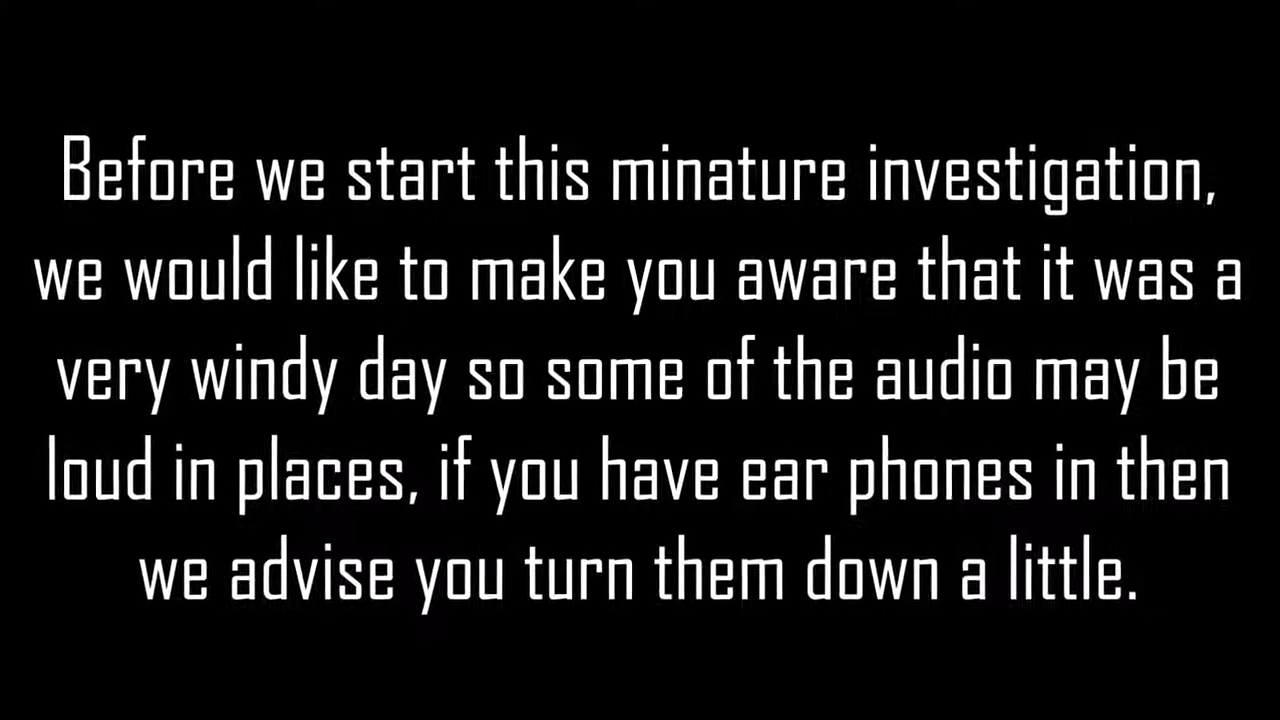 Before we start this minature investigation,
we would like to make you aware that it was a
very windy day so some of the audio may be
loud in places, if you have ear phones in then
we advise you turn them down a little.